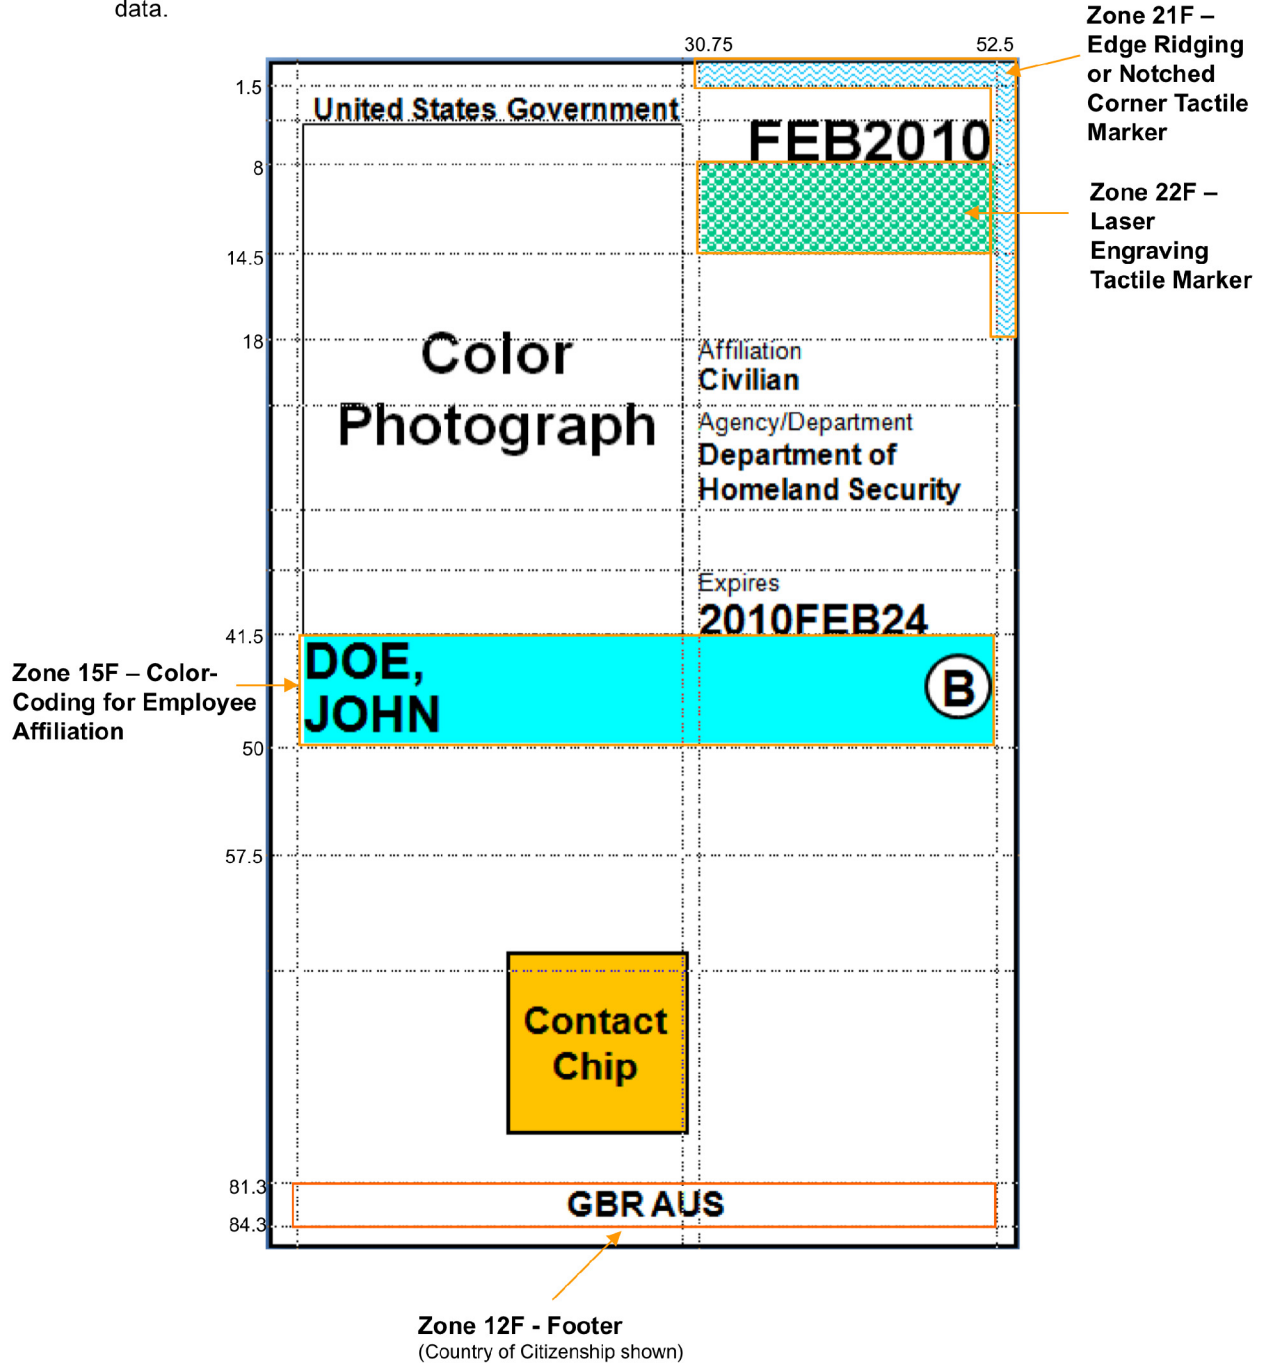 data.
Zone 21F –
Edge Ridging
or Notched
Corner Tactile
Marker
30.75
52.5
1.5
United States Government
FEB2010
8
Zone 22F –
Laser
Engraving
Tactile Marker
14.5
18
Color
Photograph
Affiliation
Civilian
Agency/Department
Department of
Homeland Security
Expires
2010FEB24
41.5
Zone 15F – Color-
Coding for Employee
Affiliation
DOE,
JOHN
B
50
57.5
Contact
Chip
81.3
GBR AUS
84.3
Zone 12F - Footer
(Country of Citizenship shown)